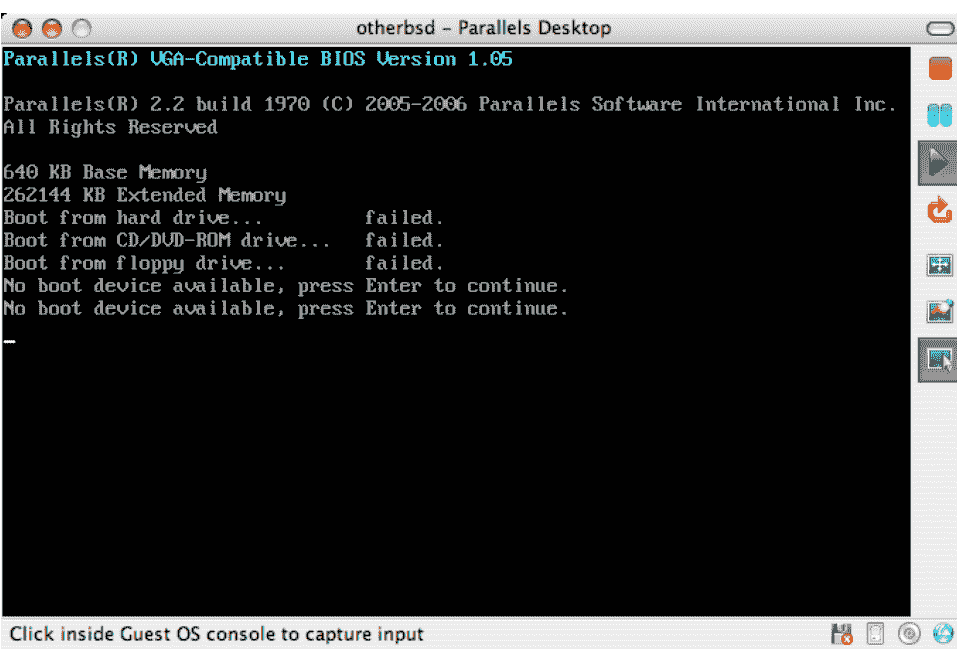 otherbsd – Parallels Desktop
Parallels(R) VGA-Compatible BIOS Version 1.05
Parallels(R) 2.2 build 1970 (C) 2005-2006 Parallels Software International Inc.
All Rights Reserved
640 KB Base Memory
262144 KB Extended Memory
Boot from hard drive... failed.
Boot from CD/DVD-ROM drive... failed.
Boot from floppy drive... failed.
No boot device available, press Enter to continue.
No boot device available, press Enter to continue.
Click inside Guest OS console to capture input